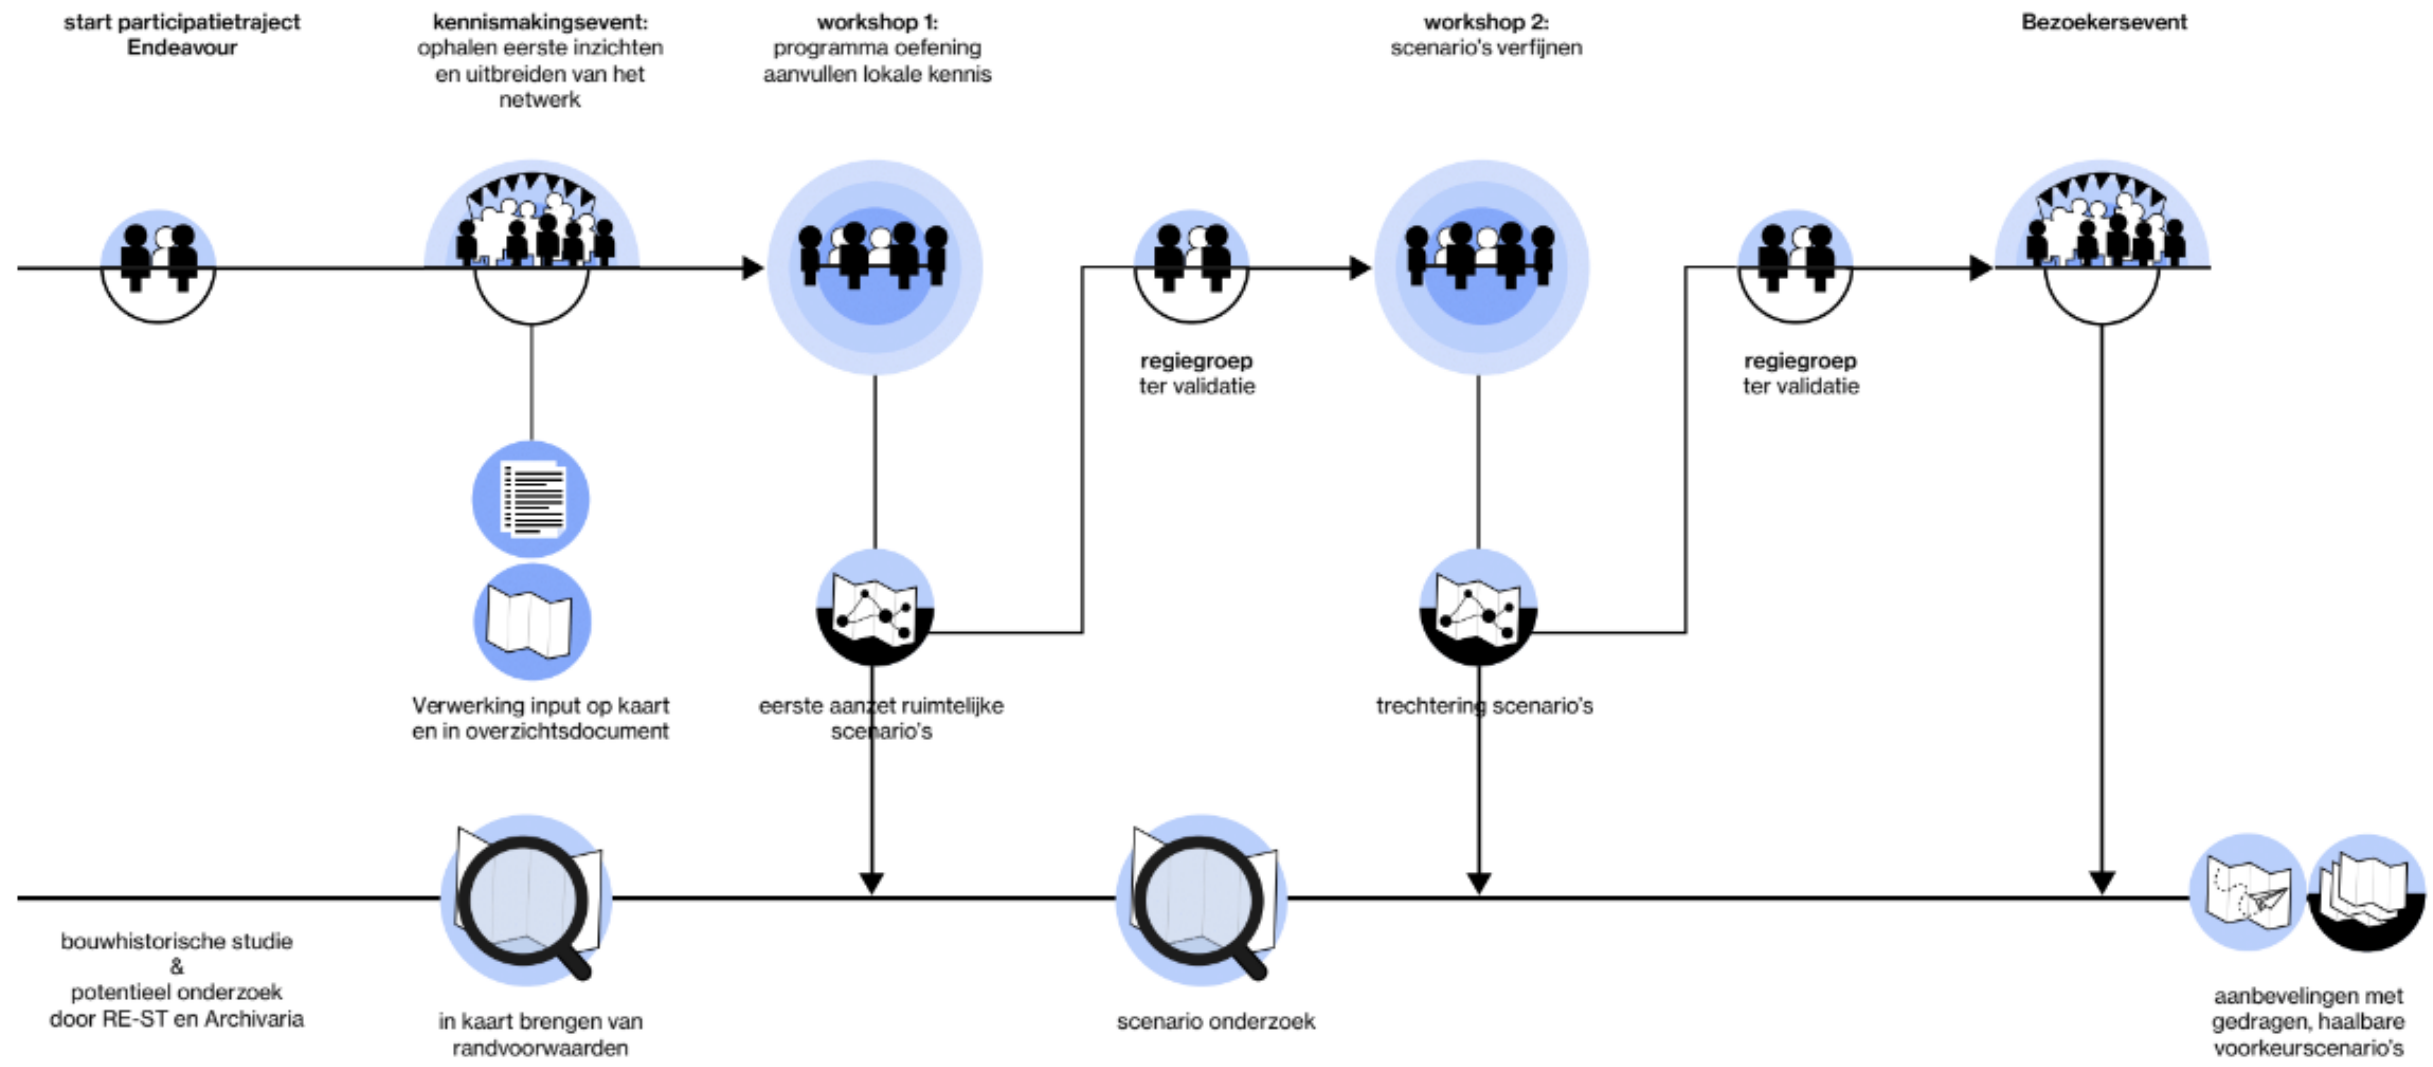 start participatietraject
Endeavour
kennismakingsevent:
ophalen eerste inzichten
en uitbreiden van het
netwerk
workshop 1:
programma oefening
aanvullen lokale kennis
workshop 2:
scenario's verfijnen
Bezoekersevent
regiegroep
ter validatie
regiegroep
ter validatie
Verwerking input op kaart
en in overzichtsdocument
eerste aanzet ruimtelijke
scenario's
trechtering scenario's
bouwhistorische studie
&
potentieel onderzoek
door RE-ST en Archivaria
in kaart brengen van
randvoorwaarden
scenario onderzoek
aanbevelingen met
gedragen, haalbare
voorkeurscenario's